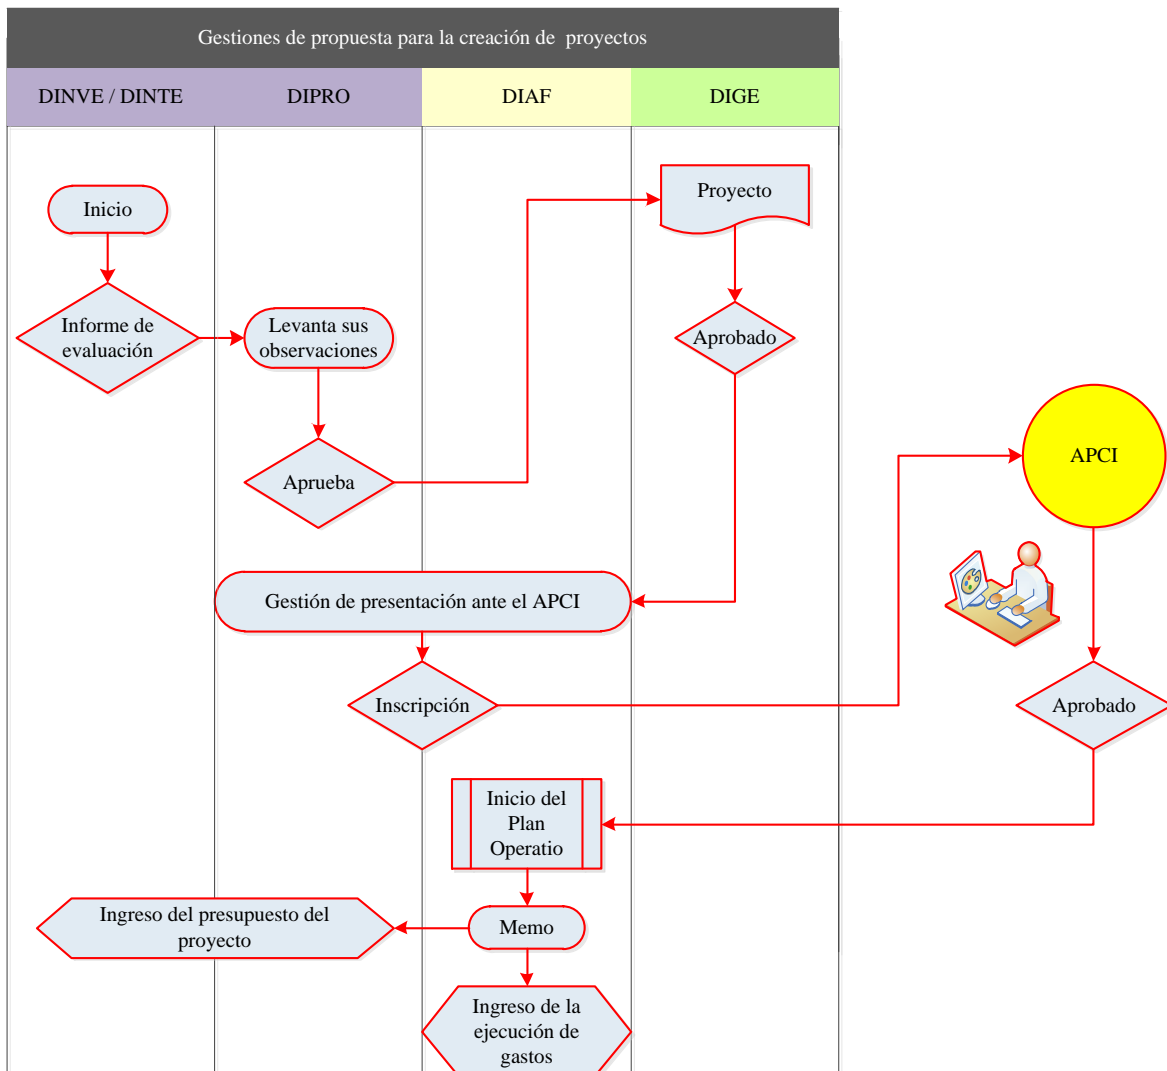 Gestiones de propuesta para la creación de proyectos
DINVE / DINTE
DIPRO
DIAF
DIGE
Inicio
Proyecto
Informe de
evaluación
Levanta sus
observaciones
Aprobado
Aprueba
APCI
Gestión de presentación ante el APCI
Inscripción
Aprobado
Inicio del
Plan
Operatio
Memo
Ingreso del presupuesto del
proyecto
Ingreso de la
ejecución de
gastos